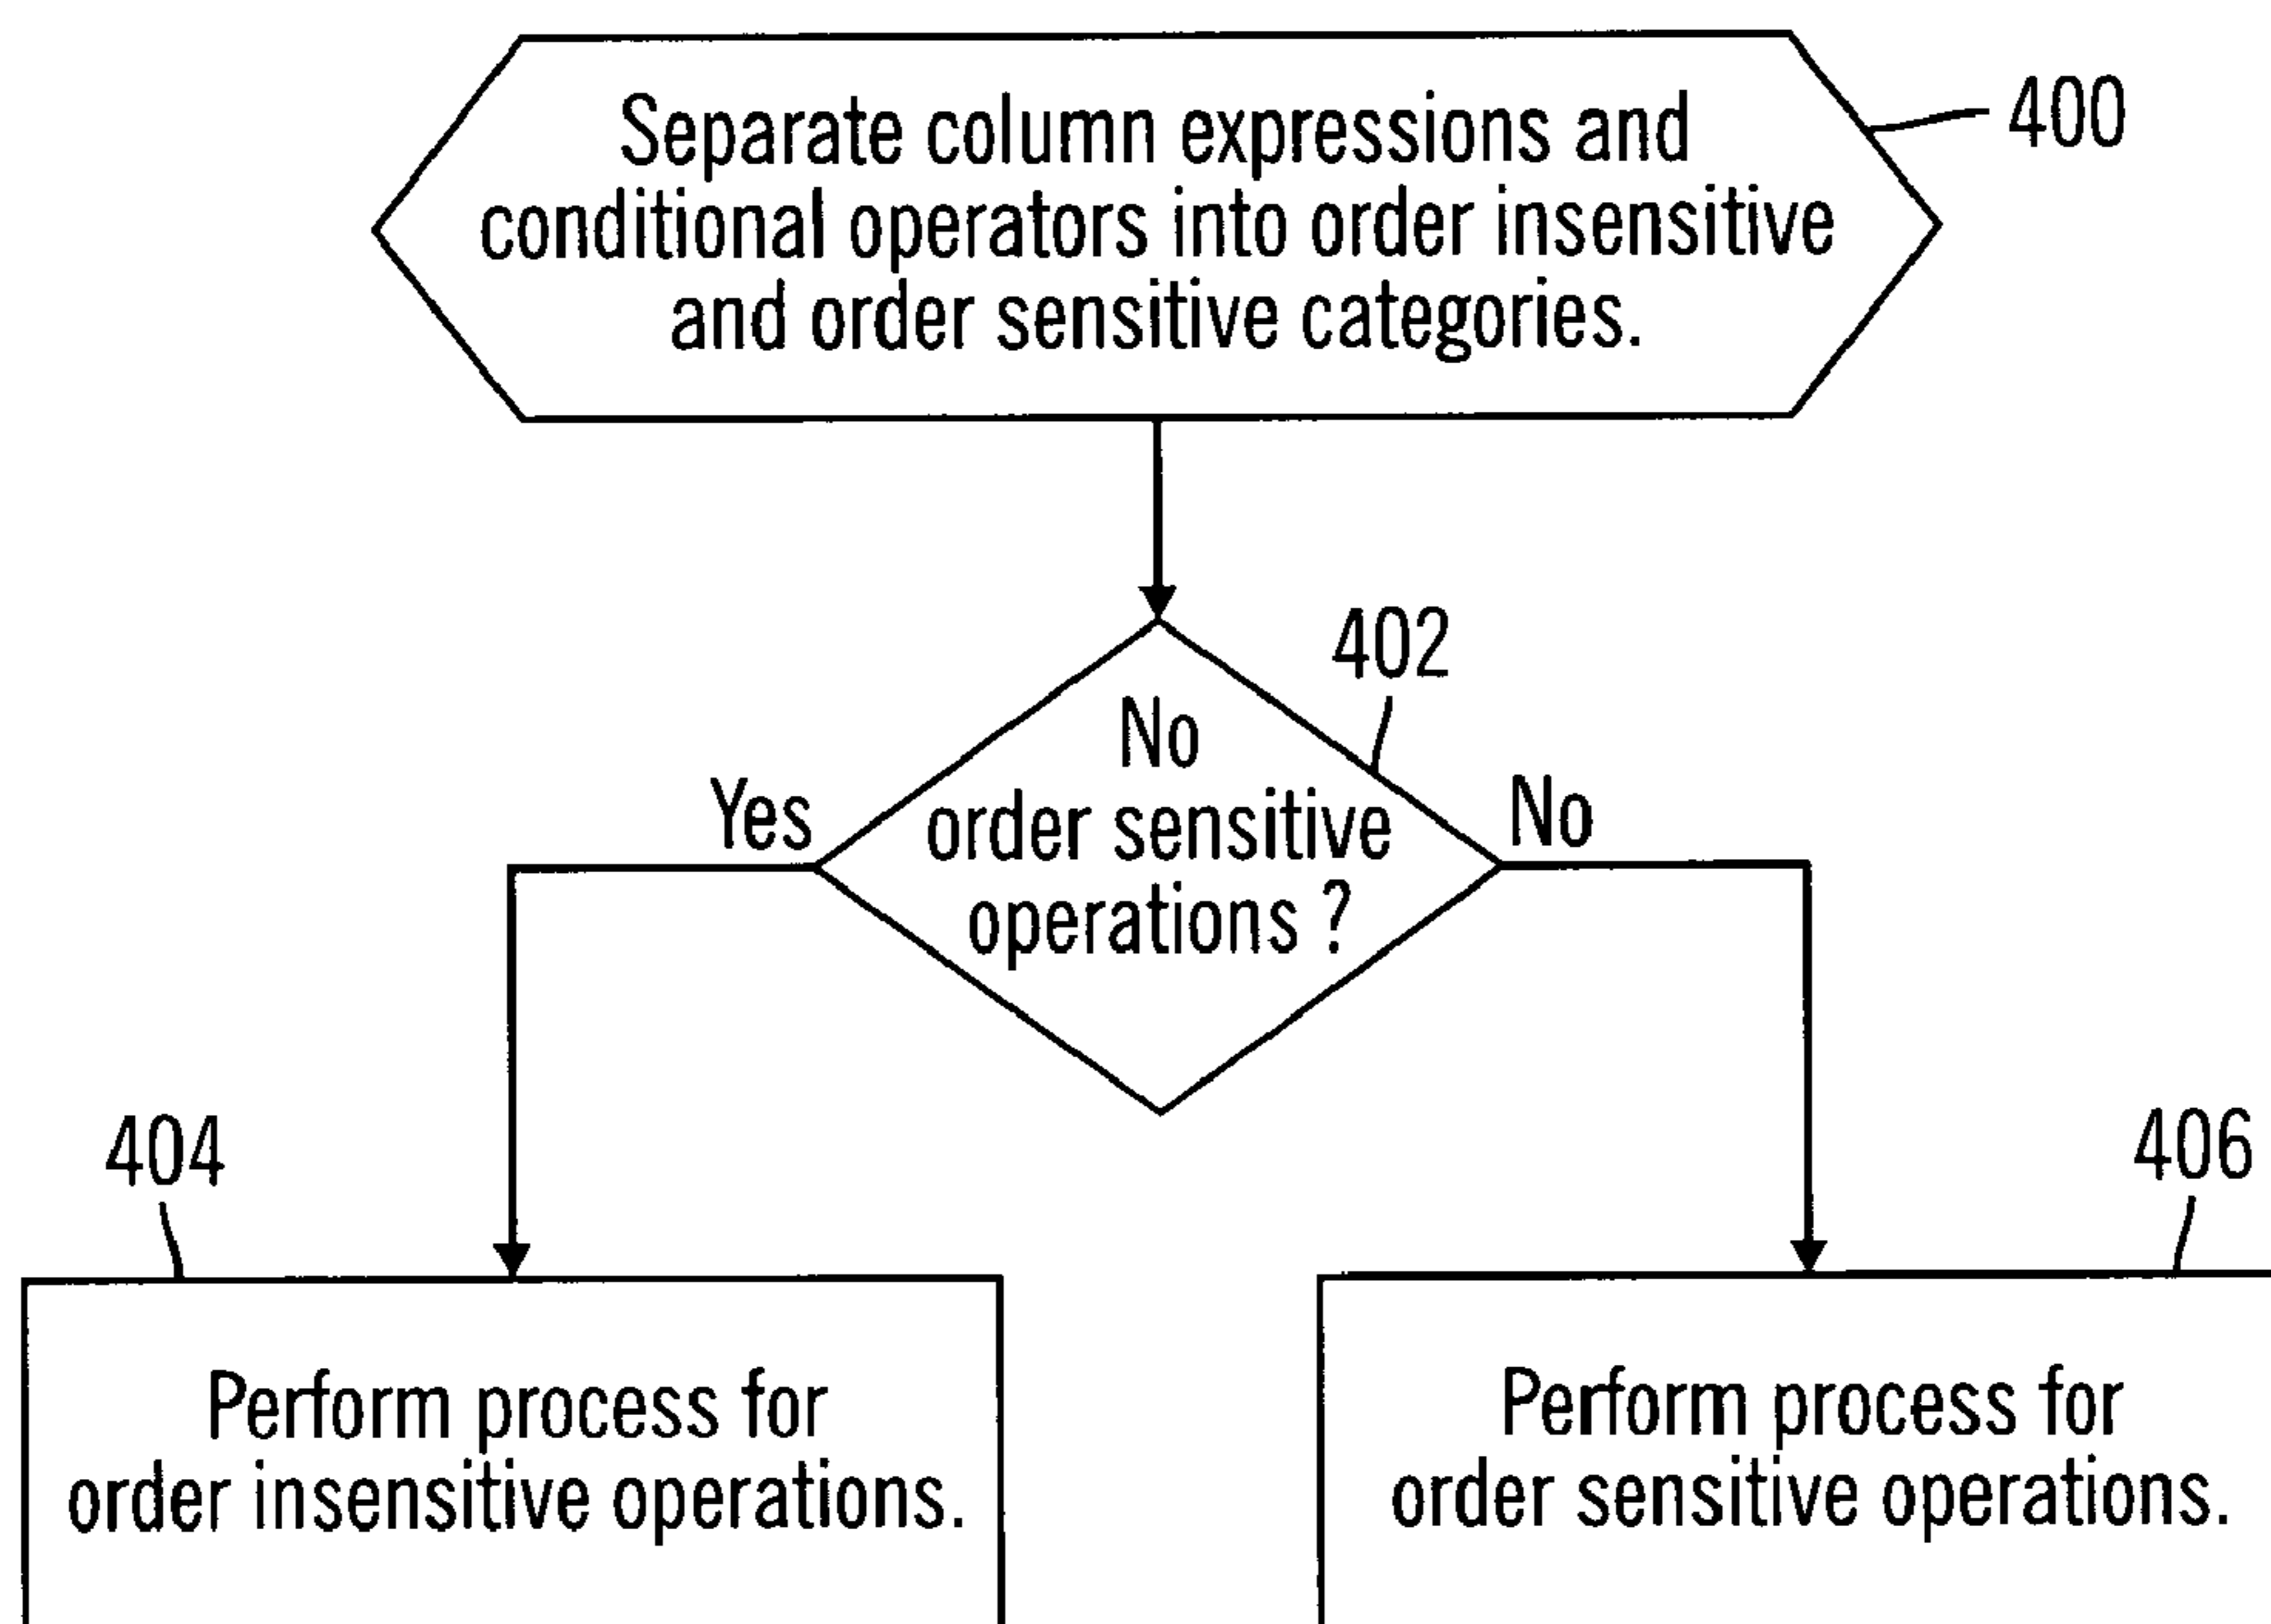 Separate column expressions and
conditional operators into order insensitive
and order sensitive categories.
400
402
No
order sensitive
operations ?
Yes
No
404
406
Perform process for
order insensitive operations.
Perform process for
order sensitive operations.